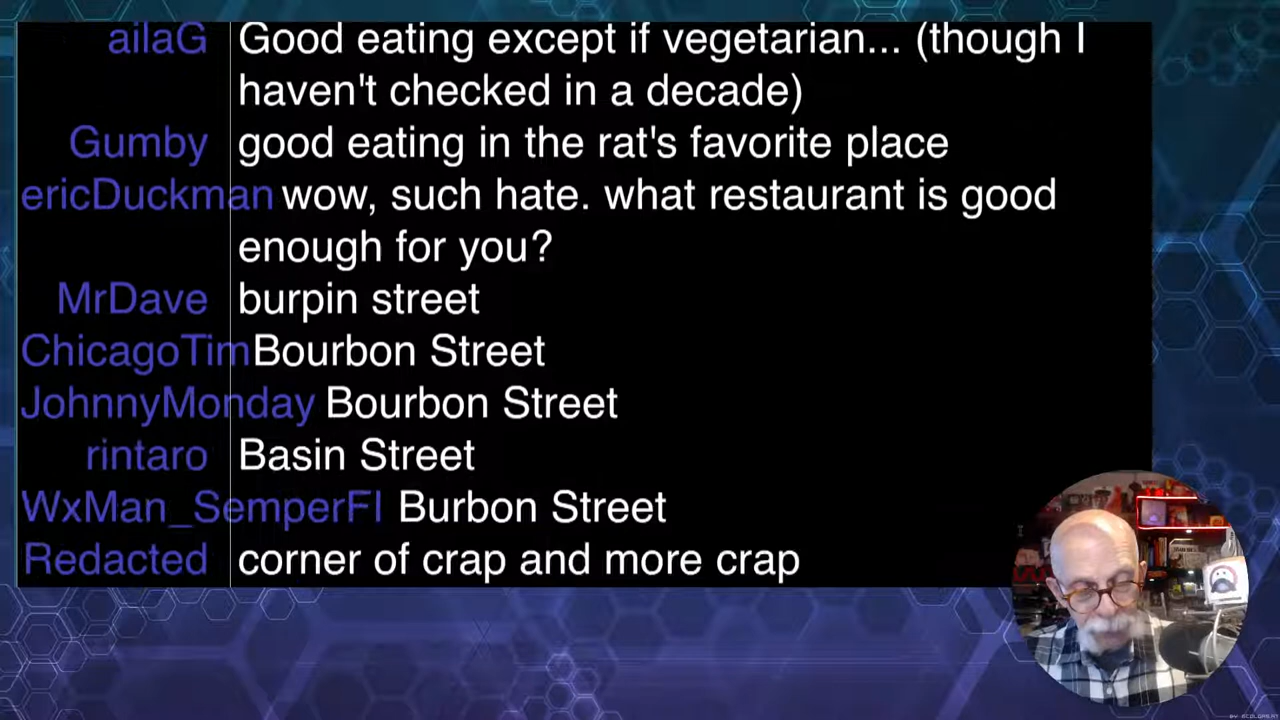 ailaG Good eating except if vegetarian... (though I
haven't checked in a decade)
Gumby good eating in the rat's favorite place
ericDuckman wow, such hate. what restaurant is good
enough for you?
MrDave burpin street
ChicagoTim Bourbon Street
JohnnyMonday Bourbon Street
rintaro Basin Street
WxMan_SemperFI Burbon Street
Redacted corner of crap and more crap